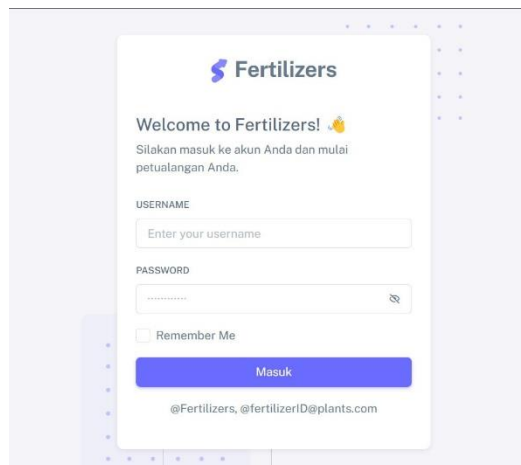 Fertilizers
Welcome to Fertilizers! 👋
Silakan masuk ke akun Anda dan mulai
petualangan Anda.
USERNAME
Enter your username
PASSWORD
············
Remember Me
Masuk
@Fertilizers, @fertilizerID@plants.com